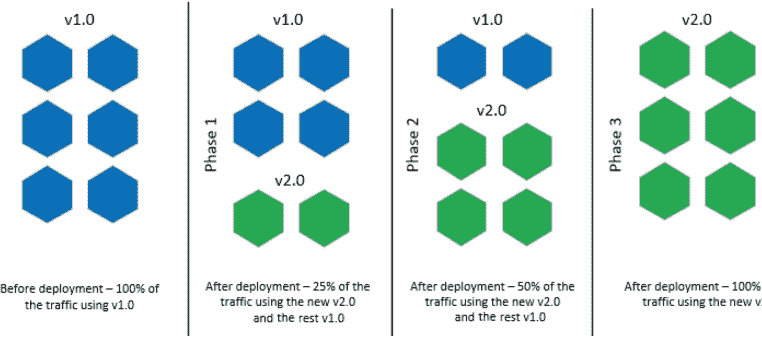 v1.0
Before deployment – 100% of
the traffic using v1.0
v1.0
Phase 1
v2.0
After deployment – 25% of the
traffic using the new v2.0
and the rest v1.0
v1.0
Phase 2
v2.0
After deployment – 50% of the
traffic using the new v2.0
and the rest v1.0
v2.0
Phase 3
After deployment – 100%
traffic using the new v